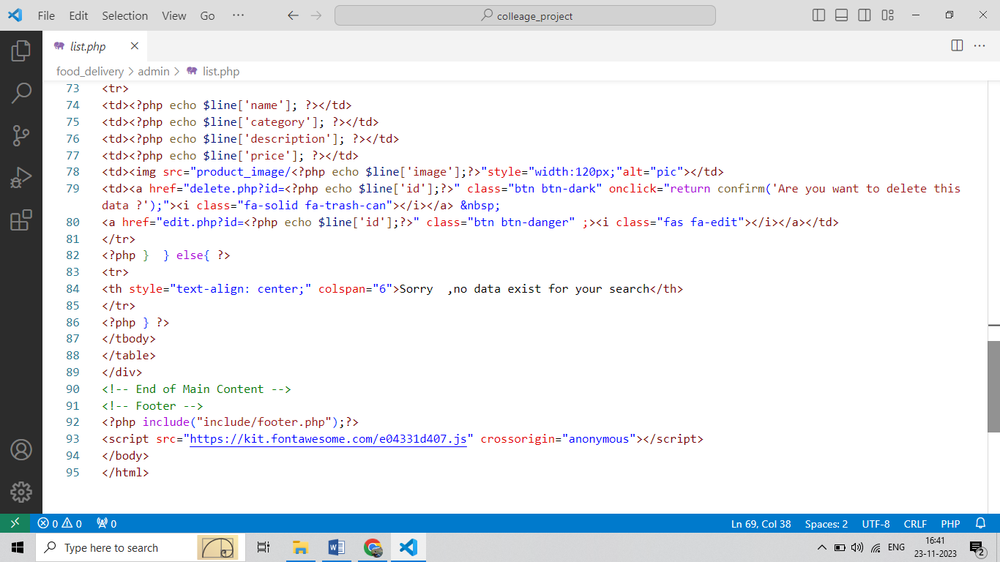 File Edit Selection View Go ··· colleage_project
list.php
food_delivery > admin > list.php
73 <tr>
74 <td><?php echo $line['name']; ?></td>
75 <td><?php echo $line['category']; ?></td>
76 <td><?php echo $line['description']; ?></td>
77 <td><?php echo $line['price']; ?></td>
78 <td><img src="product_image/<?php echo $line['image'];?>"style="width:120px;"alt="pic"></td>
79 <td><a href="delete.php?id=<?php echo $line['id'];?>" class="btn btn-dark" onclick="return confirm('Are you want to delete this
data ?');"><i class="fa-solid fa-trash-can"></i></a> &nbsp;
80 <a href="edit.php?id=<?php echo $line['id'];?>" class="btn btn-danger" ;><i class="fas fa-edit"></i></a></td>
81 </tr>
82 <?php }  } else{ ?>
83 <tr>
84 <th style="text-align: center;" colspan="6">Sorry  ,no data exist for your search</th>
85 </tr>
86 <?php } ?>
87 </tbody>
88 </table>
89 </div>
90 <!-- End of Main Content -->
91 <!-- Footer -->
92 <?php include("include/footer.php");?>
93 <script src="https://kit.fontawesome.com/e04331d407.js" crossorigin="anonymous"></script>
94 </body>
95 </html>
0 0 0 Ln 69, Col 38 Spaces: 2 UTF-8 CRLF PHP
Type here to search ENG 16:41
23-11-2023 2